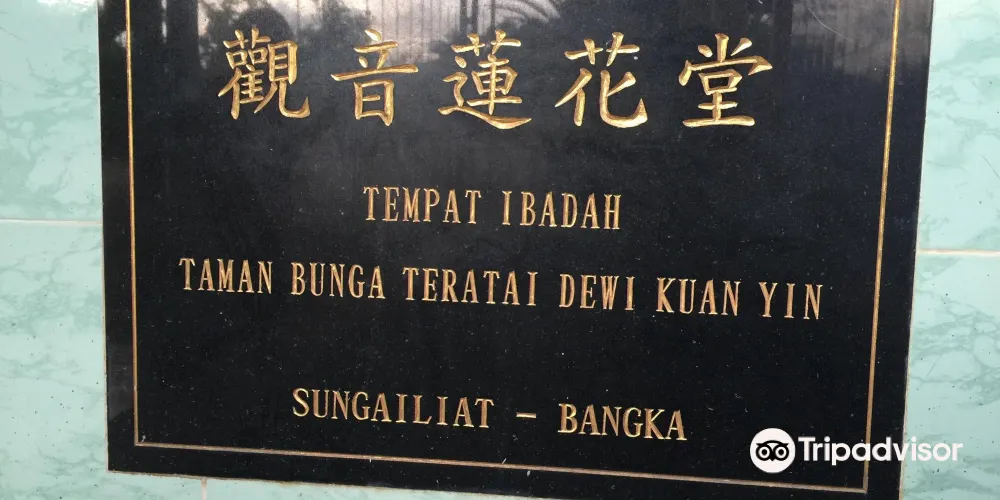 觀音蓮花堂
TEMPAT IBADAH
TAMAN BUNGA TERATAI DEWI KUAN YIN
SUNGAILIAT - BANGKA
Tripadvisor